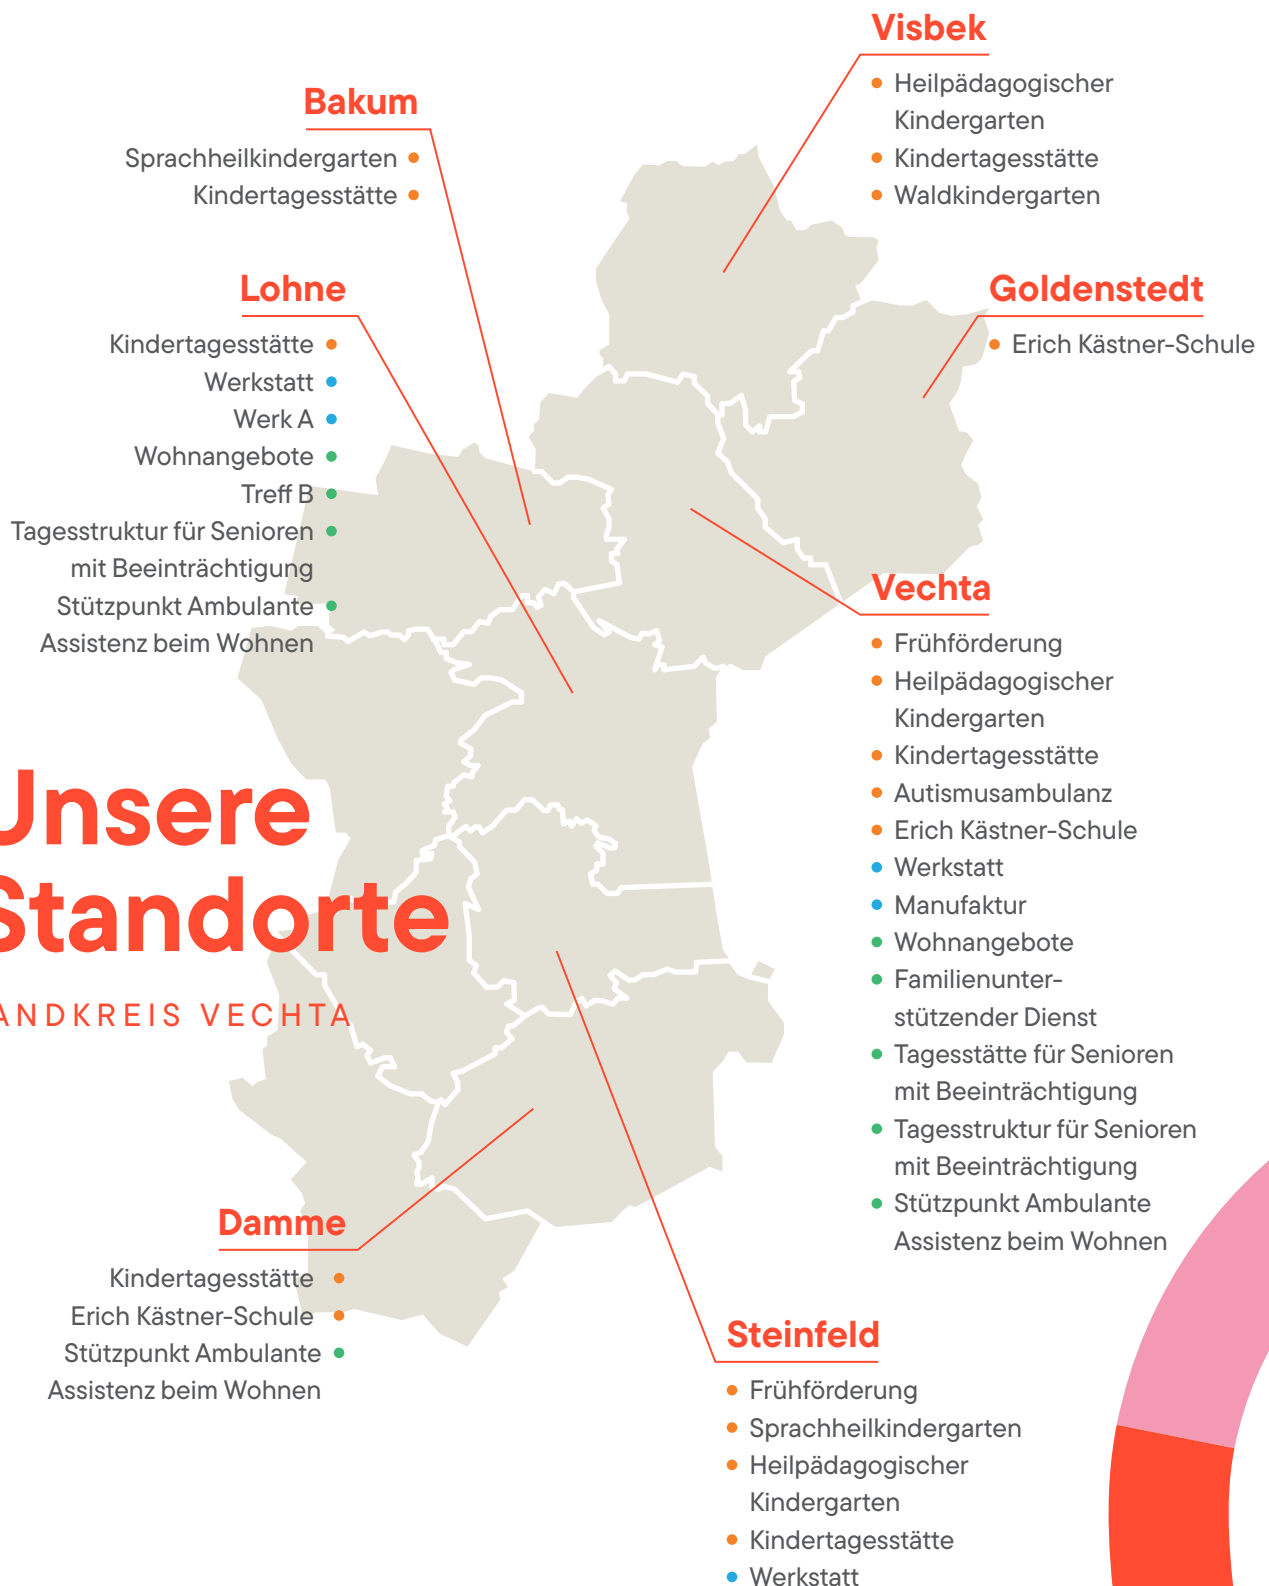 Visbek
Heilpädagogischer
Kindergarten
Kindertagesstätte
Waldkindergarten
Bakum
Sprachheilkindergarten
Kindertagesstätte
Lohne
Kindertagesstätte
Werkstatt
Werk A
Wohnangebote
Treff B
Tagesstruktur für Senioren
mit Beeinträchtigung
Stützpunkt Ambulante
Assistenz beim Wohnen
Goldenstedt
Erich Kästner-Schule
Vechta
Frühförderung
Heilpädagogischer
Kindergarten
Kindertagesstätte
Autismusambulanz
Erich Kästner-Schule
Werkstatt
Manufaktur
Wohnangebote
Familienunter-
stützender Dienst
Tagesstätte für Senioren
mit Beeinträchtigung
Tagesstruktur für Senioren
mit Beeinträchtigung
Stützpunkt Ambulante
Assistenz beim Wohnen
Unsere
Standorte
ANDKREIS VECHTA
Damme
Kindertagesstätte
Erich Kästner-Schule
Stützpunkt Ambulante
Assistenz beim Wohnen
Steinfeld
Frühförderung
Sprachheilkindergarten
Heilpädagogischer
Kindergarten
Kindertagesstätte
Werkstatt